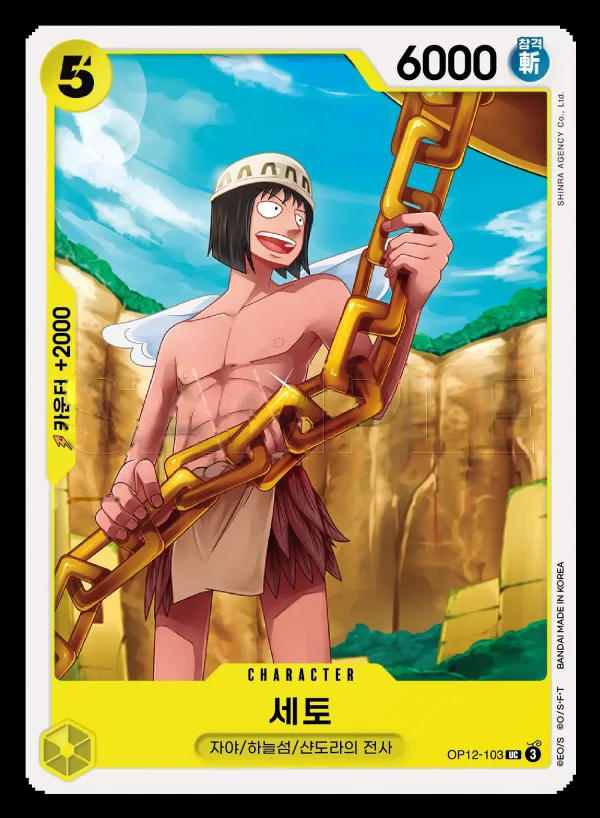 5
6000
참격
斬
SHINRA AGENCY Co., Ltd.
카운터 +2000
SAMPLE
CHARACTER
세토
자야/하늘섬/샨도라의 전사
OP12-103 UC 3
©EO/S ©O/S･F･T BANDAI MADE IN KOREA